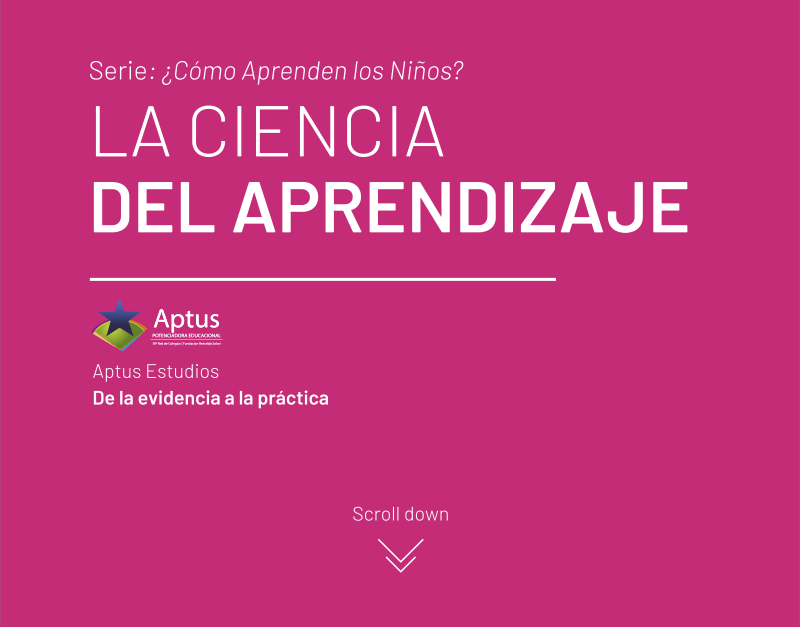 Serie: ¿Cómo Aprenden los Niños?
LA CIENCIA
DEL APRENDIZAJE
Aptus
POTENCIADORA EDUCACIONAL
Aptus Estudios
De la evidencia a la práctica
Scroll down